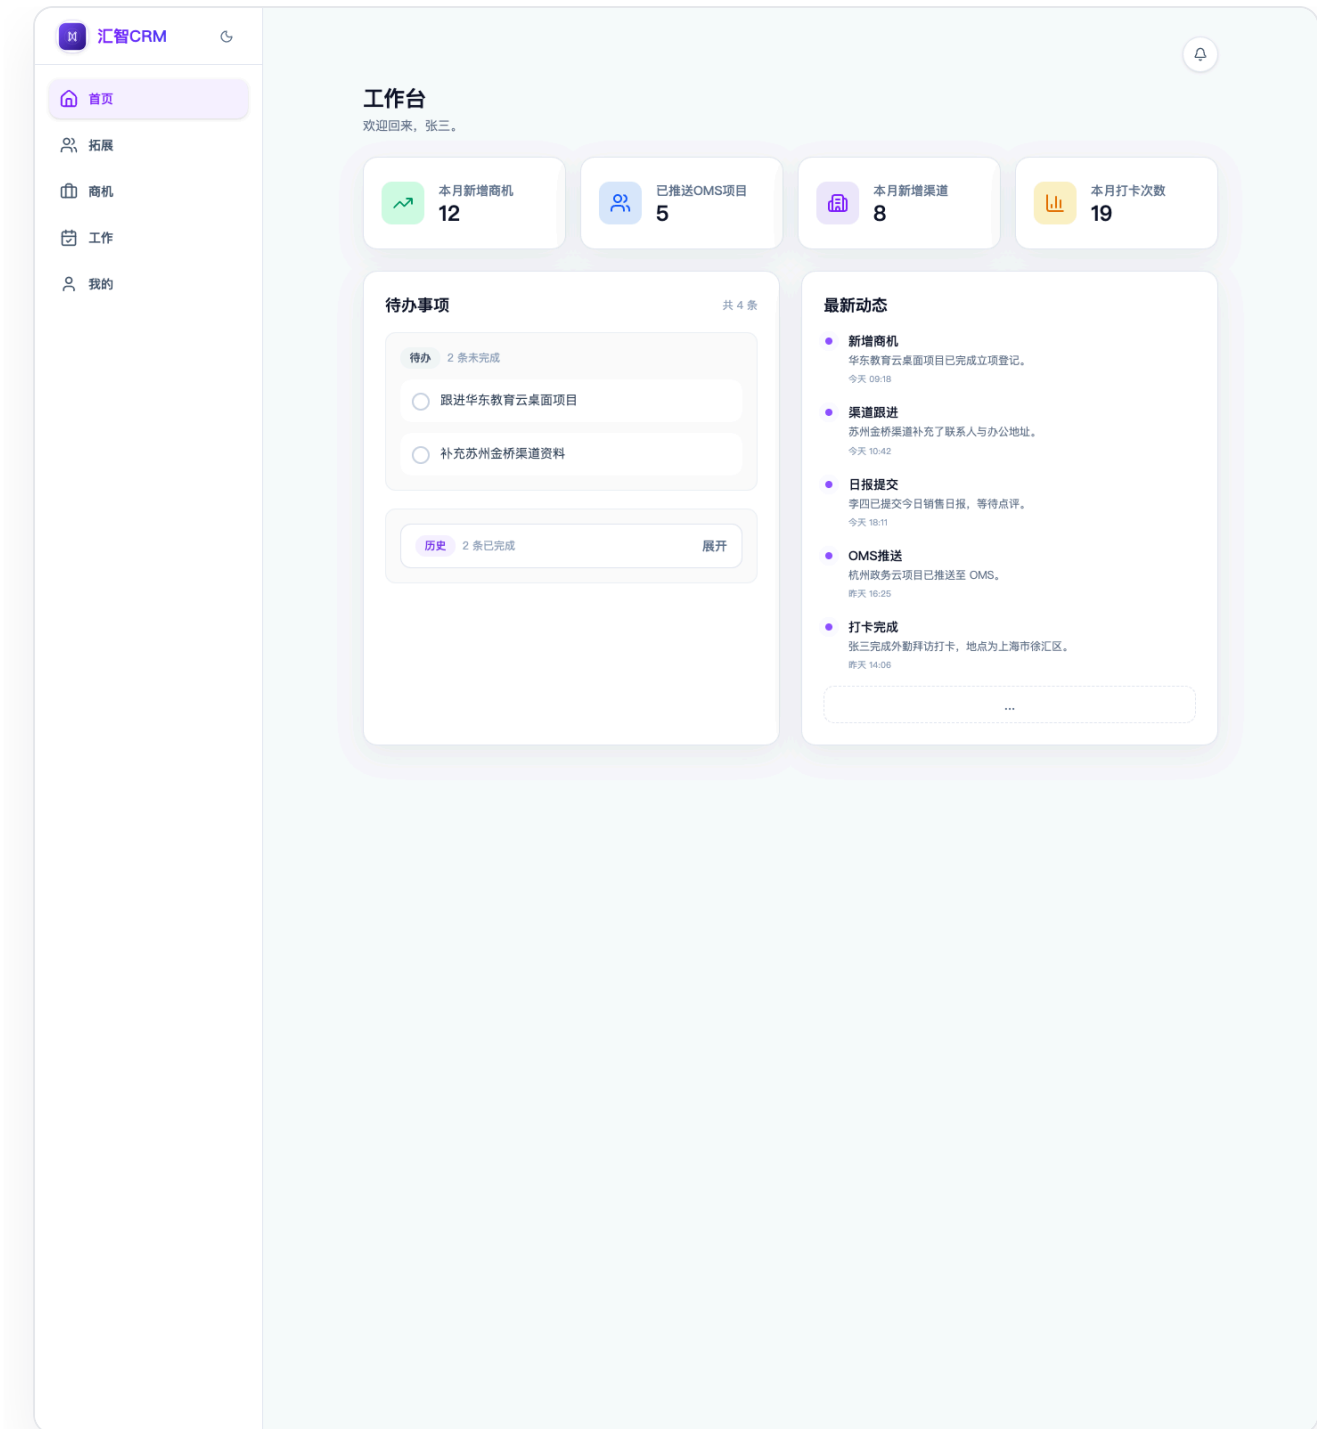 汇智CRM
首页
拓展
商机
工作
我的
工作台
欢迎回来，张三。
本月新增商机
12
已推送OMS项目
5
本月新增渠道
8
本月打卡次数
19
待办事项
共 4 条
待办 2 条未完成
跟进华东教育云桌面项目
补充苏州金桥渠道资料
历史 2 条已完成 展开
最新动态
新增商机
华东教育云桌面项目已完成立项登记。
今天 09:18
渠道跟进
苏州金桥渠道补充了联系人与办公地址。
今天 10:42
日报提交
李四已提交今日销售日报，等待点评。
今天 18:11
OMS推送
杭州政务云项目已推送至 OMS。
昨天 16:25
打卡完成
张三完成外勤拜访打卡，地点为上海市徐汇区。
昨天 14:06
...